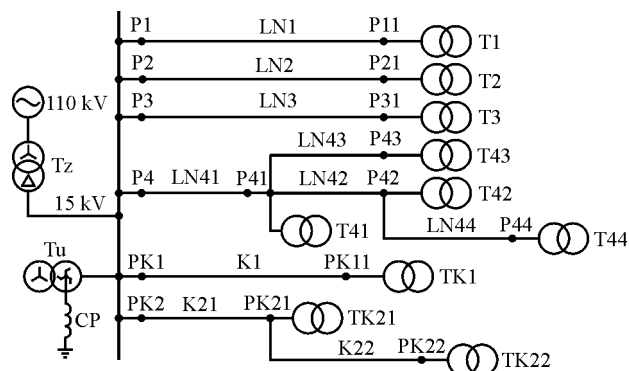 P1 LN1 P11 T1
P2 LN2 P21 T2
110 kV P3 LN3 P31 T3
LN43 P43 T43
Tz
P4 LN41 P41 LN42 P42 T42
15 kV
T41 LN44 P44 T44
Tu
PK1 K1 PK11 TK1
CP PK2 K21 PK21 TK21
K22 PK22 TK22